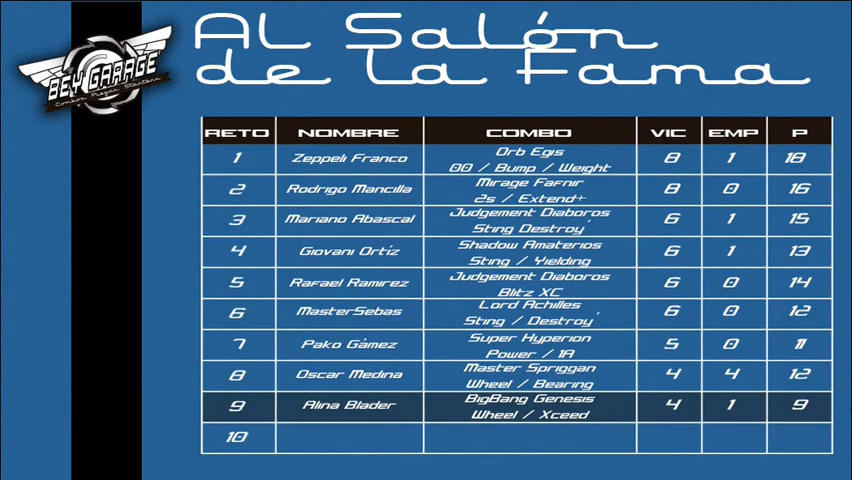 Al Salón
de la Fama
BEY GARAGE
RETO NOMBRE COMBO VIC EMP P
1 Zeppeli Franco Orb Egis 8 1 18
00 / Bump / Weight
2 Rodrigo Mancilla Mirage Fafnir 8 0 16
2s / Extend+
3 Mariano Abascal Judgement Diaboros 6 1 15
Sting Destroy'
4 Giovani Ortíz Shadow Amaterios 6 1 13
Sting / Yielding
5 Rafael Ramirez Judgement Diaboros 6 0 14
Blitz XC
6 MasterSebas Lord Achilles 6 0 12
Sting / Destroy'
7 Pako Gámez Super Hyperion 5 0 11
Power / 1A
8 Oscar Medina Master Spriggan 4 4 12
Wheel / Bearing
9 Alina Blader BigBang Genesis 4 1 9
Wheel / Xceed
10